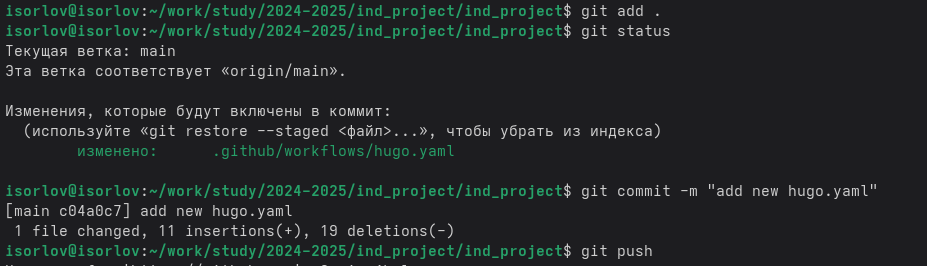 isorlov@isorlov:~/work/study/2024-2025/ind_project/ind_project$ git add .
isorlov@isorlov:~/work/study/2024-2025/ind_project/ind_project$ git status
Текущая ветка: main
Эта ветка соответствует «origin/main».
Изменения, которые будут включены в коммит:
(используйте «git restore --staged <файл>...», чтобы убрать из индекса)
изменено: .github/workflows/hugo.yaml
isorlov@isorlov:~/work/study/2024-2025/ind_project/ind_project$ git commit -m "add new hugo.yaml"
[main c04a0c7] add new hugo.yaml
1 file changed, 11 insertions(+), 19 deletions(-)
isorlov@isorlov:~/work/study/2024-2025/ind_project/ind_project$ git push